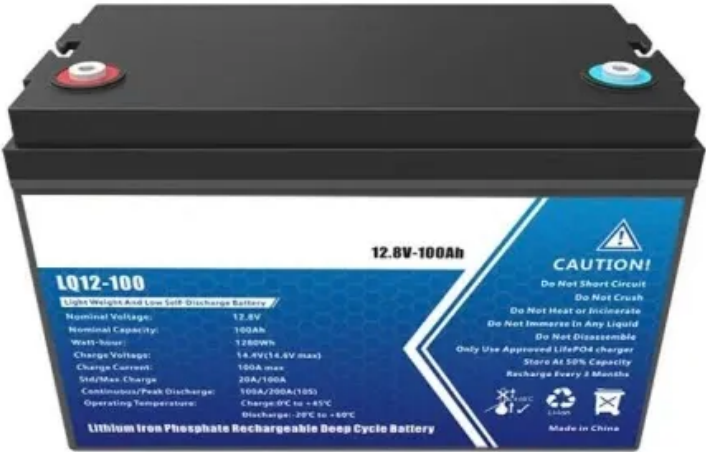 12.8V-100Ah
LQ12-100
Light Weight And Low Self-Discharge Battery
Nominal Voltage: 12.8V
Nominal Capacity: 100Ah
Watt-hour: 1280Wh
Charge Voltage: 14.4V(14.6V max)
Charge Current: 100A max
Std/Max.Charge 20A/100A
Continuous/Peak Discharge: 100A/200A(10S)
Operating Temperature: Charge:0℃ to +45℃
Discharge:-20℃ to +60℃
Lithium Iron Phosphate Rechargeable Deep Cycle Battery
CAUTION!
Do Not Short Circuit
Do Not Crush
Do Not Heat or Incinerate
Do Not Immerse In Any Liquid
Do Not Disassemble
Only Use Approved LifePO4 charger
Store At 50% Capacity
Recharge Every 3 Months
Li-ion
Made in China